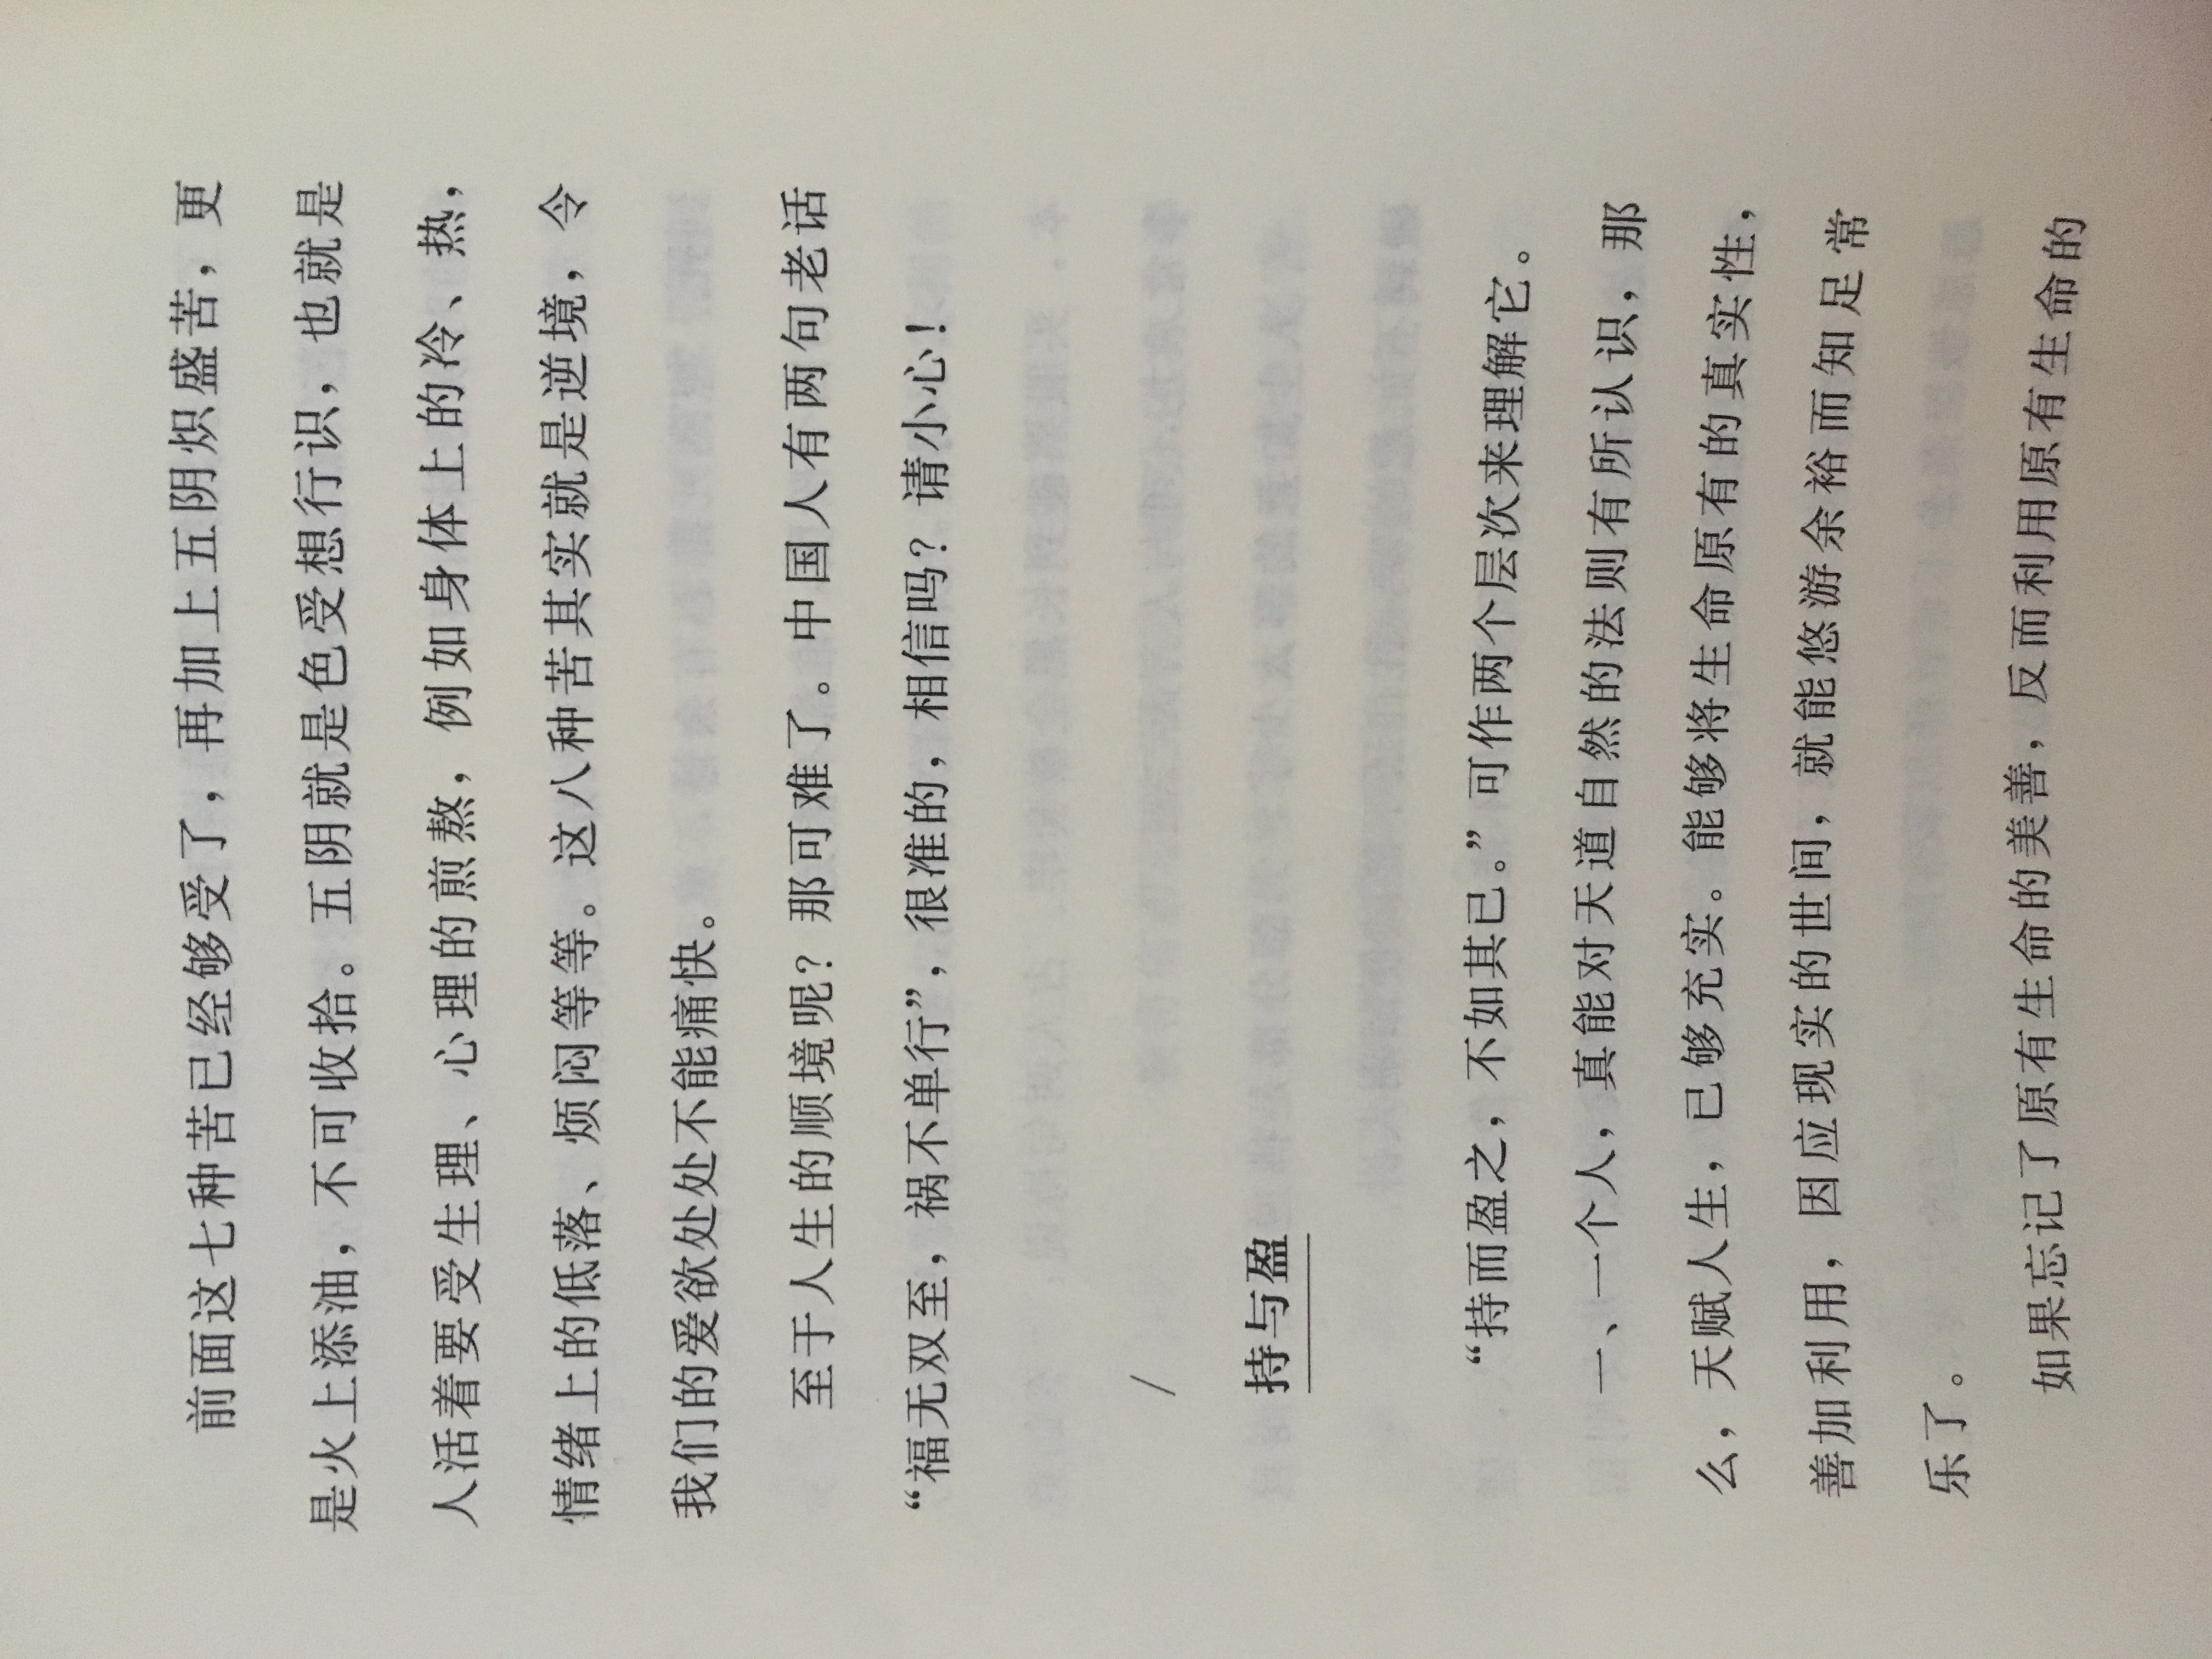 前面这七种苦已经够受了，再加上五阴炽盛苦，更
是火上添油，不可收拾。五阴就是色受想行识，也就是
人活着要受生理、心理的煎熬，例如身体上的冷、热，
情绪上的低落、烦闷等等。这八种苦其实就是逆境，令
我们的爱欲处处不能痛快。
至于人生的顺境呢？那可难了。中国人有两句老话
“福无双至，祸不单行”，很准的，相信吗？请小心！
/
持与盈
“持而盈之，不如其已。”可作两个层次来理解它。
一、一个人，真能对天道自然的法则有所认识，那
么，天赋人生，已够充实。能够将生命原有的真实性，
善加利用，因应现实的世间，就能悠游余裕而知足常
乐了。
如果忘记了原有生命的美善，反而利用原有生命的